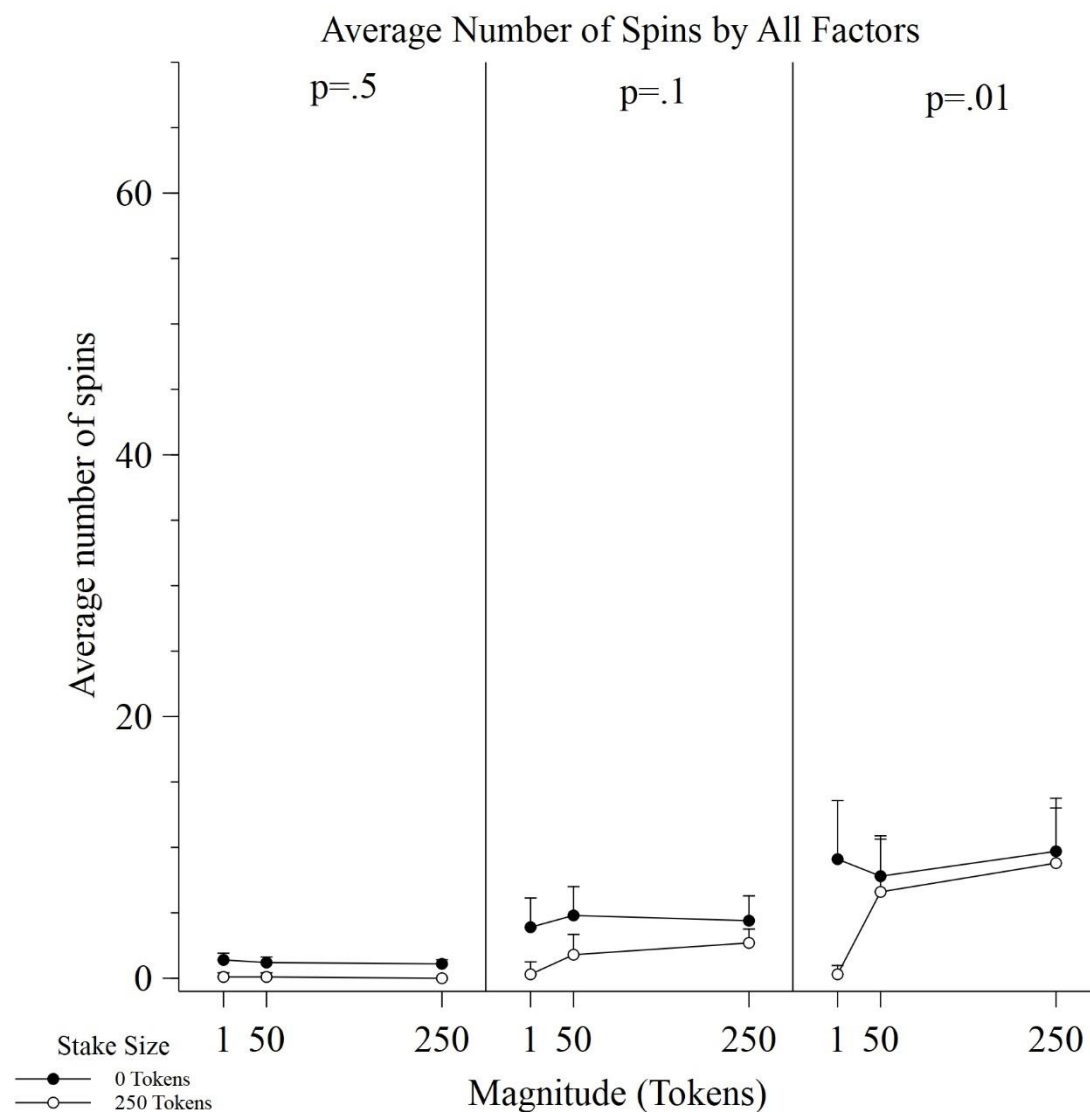 Average Number of Spins by All Factors
p=.5
p=.1
p=.01
60
40
20
0
Average number of spins
1 50 250 1 50 250 1 50 250
Magnitude (Tokens)
Stake Size
0 Tokens
250 Tokens